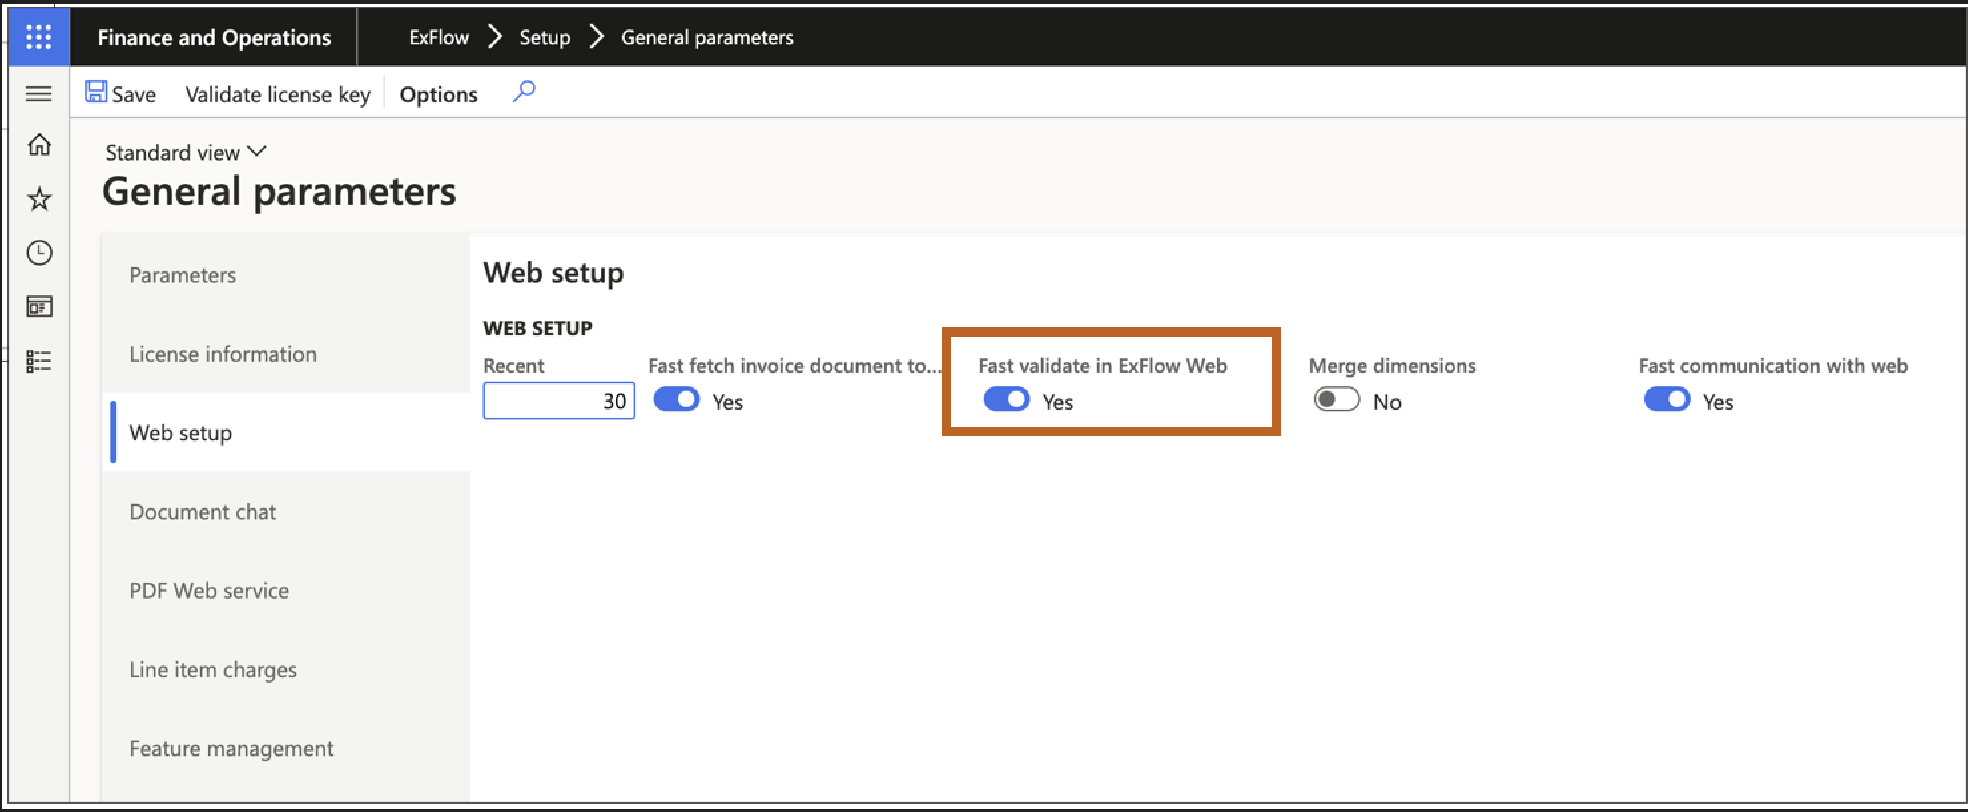 Finance and Operations ExFlow Setup General parameters
Save Validate license key Options
Standard view
General parameters
Parameters
License information
Web setup
Document chat
PDF Web service
Line item charges
Feature management
Web setup
WEB SETUP
Recent Fast fetch invoice document to... Fast validate in ExFlow Web Merge dimensions Fast communication with web
30 Yes Yes No Yes